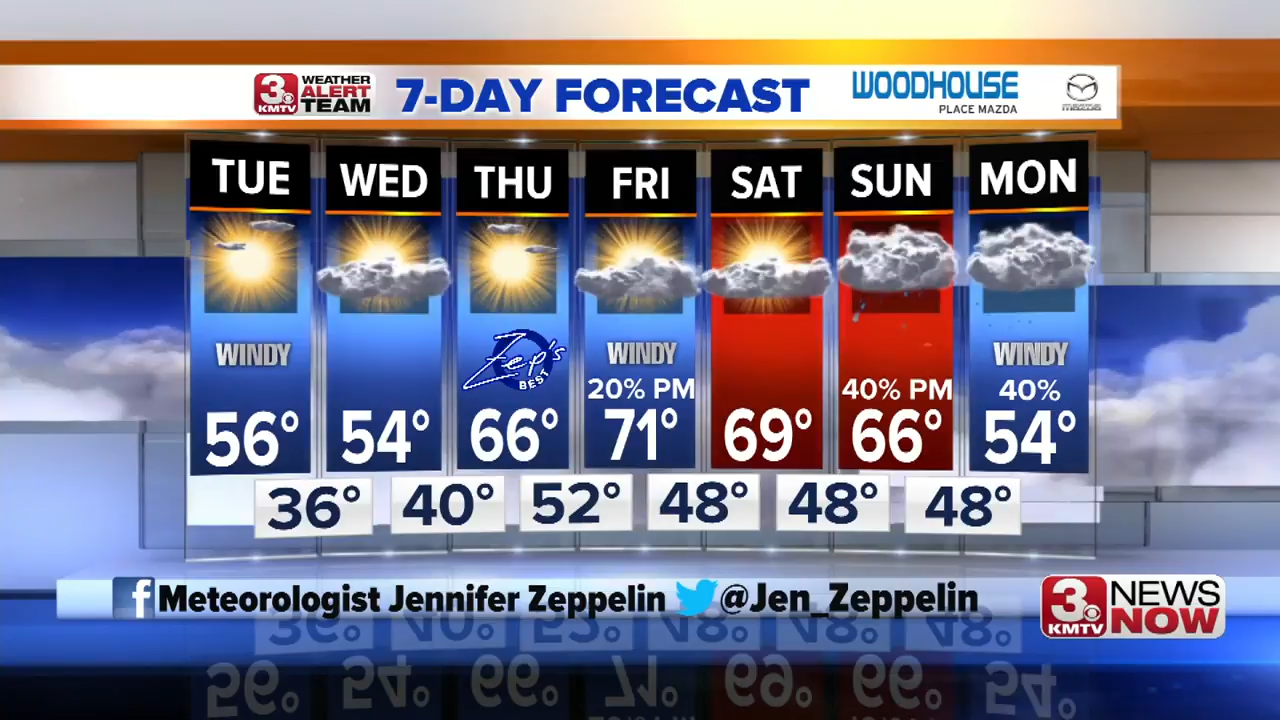 3 KMTV WEATHER ALERT TEAM
7-DAY FORECAST
WOODHOUSE
PLACE MAZDA
mazda
TUE WED THU FRI SAT SUN MON
Zep's
BEST
WINDY WINDY WINDY
20% PM 40% PM 40%
56° 54° 66° 71° 69° 66° 54°
36° 40° 52° 48° 48° 48°
f Meteorologist Jennifer Zeppelin @Jen_Zeppelin
3 KMTV NEWS NOW